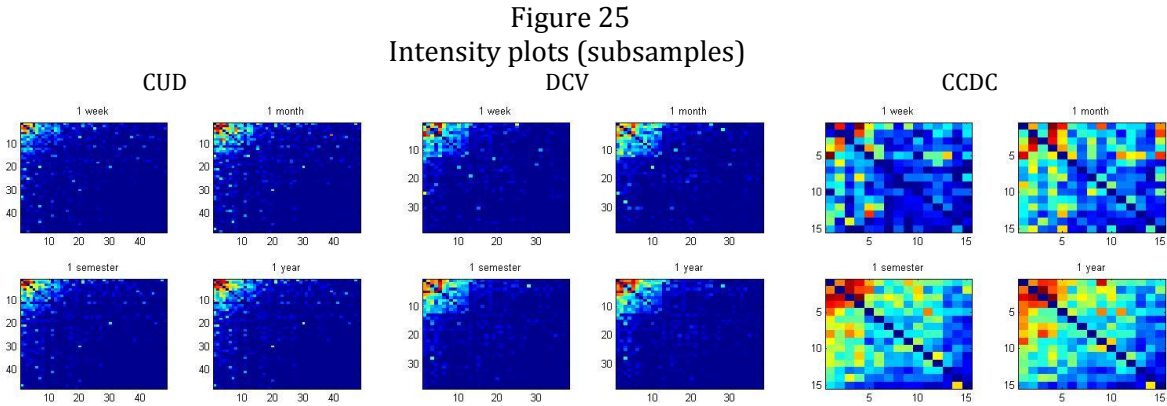 Figure 25
Intensity plots (subsamples)
CUD DCV CCDC
1 week 1 month 1 week 1 month 1 week 1 month
10 20 30 40 10 20 30 40 10 20 30 10 20 30 5 10 15 5 10 15
10 20 30 40 10 20 30 40 10 20 30 10 20 30 5 10 15 5 10 15
1 semester 1 year 1 semester 1 year 1 semester 1 year
10 20 30 40 10 20 30 40 10 20 30 10 20 30 5 10 15 5 10 15
10 20 30 40 10 20 30 40 10 20 30 10 20 30 5 10 15 5 10 15